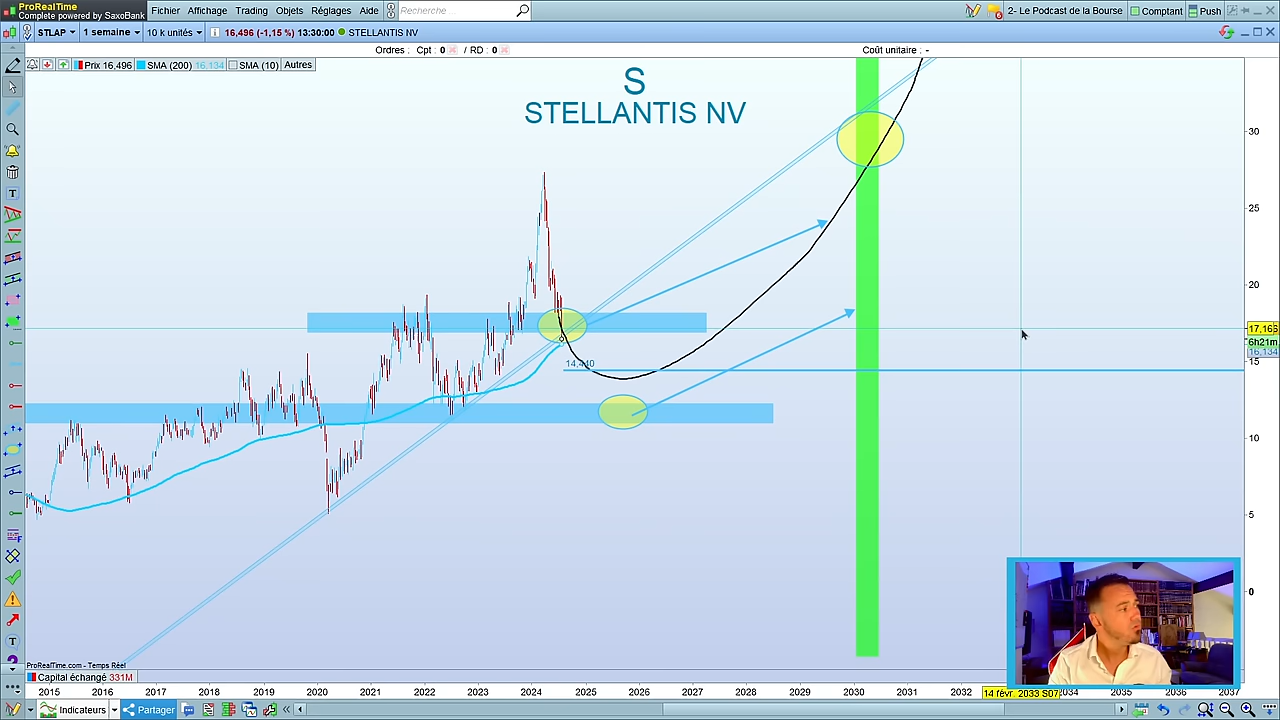 ProRealTime
Complete powered by SaxoBank
Fichier Affichage Trading Objets Réglages Aide
Recherche
2- Le Podcast de la Bourse
Comptant
Push
STLAP 1 semaine 10 k unités 16,496 (-1.15 %) 13:30:00 STELLANTIS NV
Ordres : Cpt : 0 / RD : 0
Coût unitaire : -
Prix 16,496 SMA (200) 16,134 SMA (10) Autres
S
STELLANTIS NV
30
25
20
17,165
6h21m
16,134
15
14,440
10
5
0
ProRealTime.com - Temps Réel
Capital échangé 331M
2015 2016 2017 2018 2019 2020 2021 2022 2023 2024 2025 2026 2027 2028 2029 2030 2031 2032 14 févr. 2033 S07 2034 2035 2036 2037
Indicateurs Partager